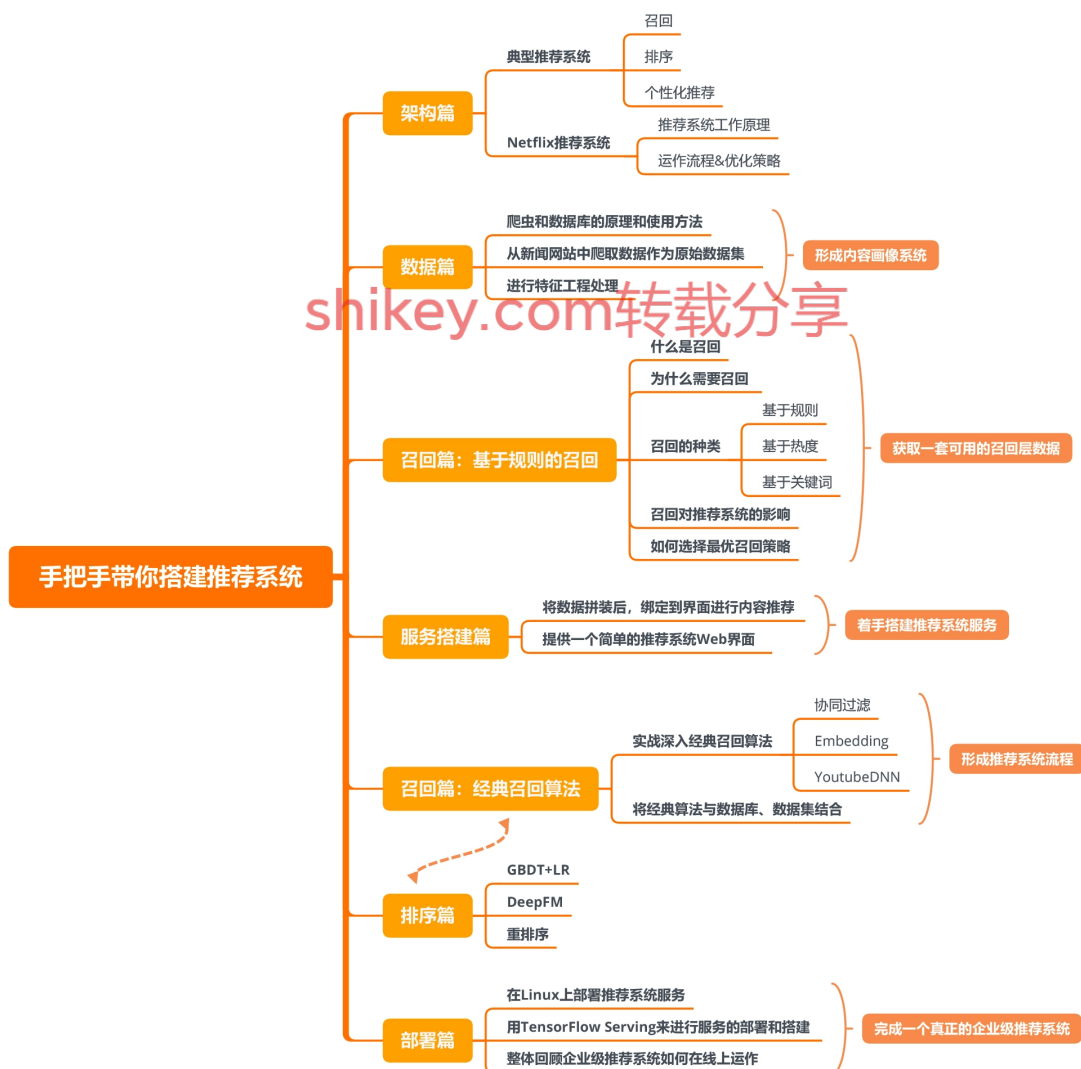 手把手带你搭建推荐系统
架构篇
典型推荐系统
召回
排序
个性化推荐
Netflix推荐系统
推荐系统工作原理
运作流程&优化策略
数据篇
爬虫和数据库的原理和使用方法
从新闻网站中爬取数据作为原始数据集
进行特征工程处理
形成内容画像系统
shikey.com转载分享
召回篇：基于规则的召回
什么是召回
为什么需要召回
召回的种类
基于规则
基于热度
基于关键词
召回对推荐系统的影响
如何选择最优召回策略
获取一套可用的召回层数据
服务搭建篇
将数据拼装后，绑定到界面进行内容推荐
提供一个简单的推荐系统Web界面
着手搭建推荐系统服务
召回篇：经典召回算法
实战深入经典召回算法
协同过滤
Embedding
YoutubeDNN
将经典算法与数据库、数据集结合
形成推荐系统流程
排序篇
GBDT+LR
DeepFM
重排序
部署篇
在Linux上部署推荐系统服务
用TensorFlow Serving来进行服务的部署和搭建
整体回顾企业级推荐系统如何在线上运作
完成一个真正的企业级推荐系统